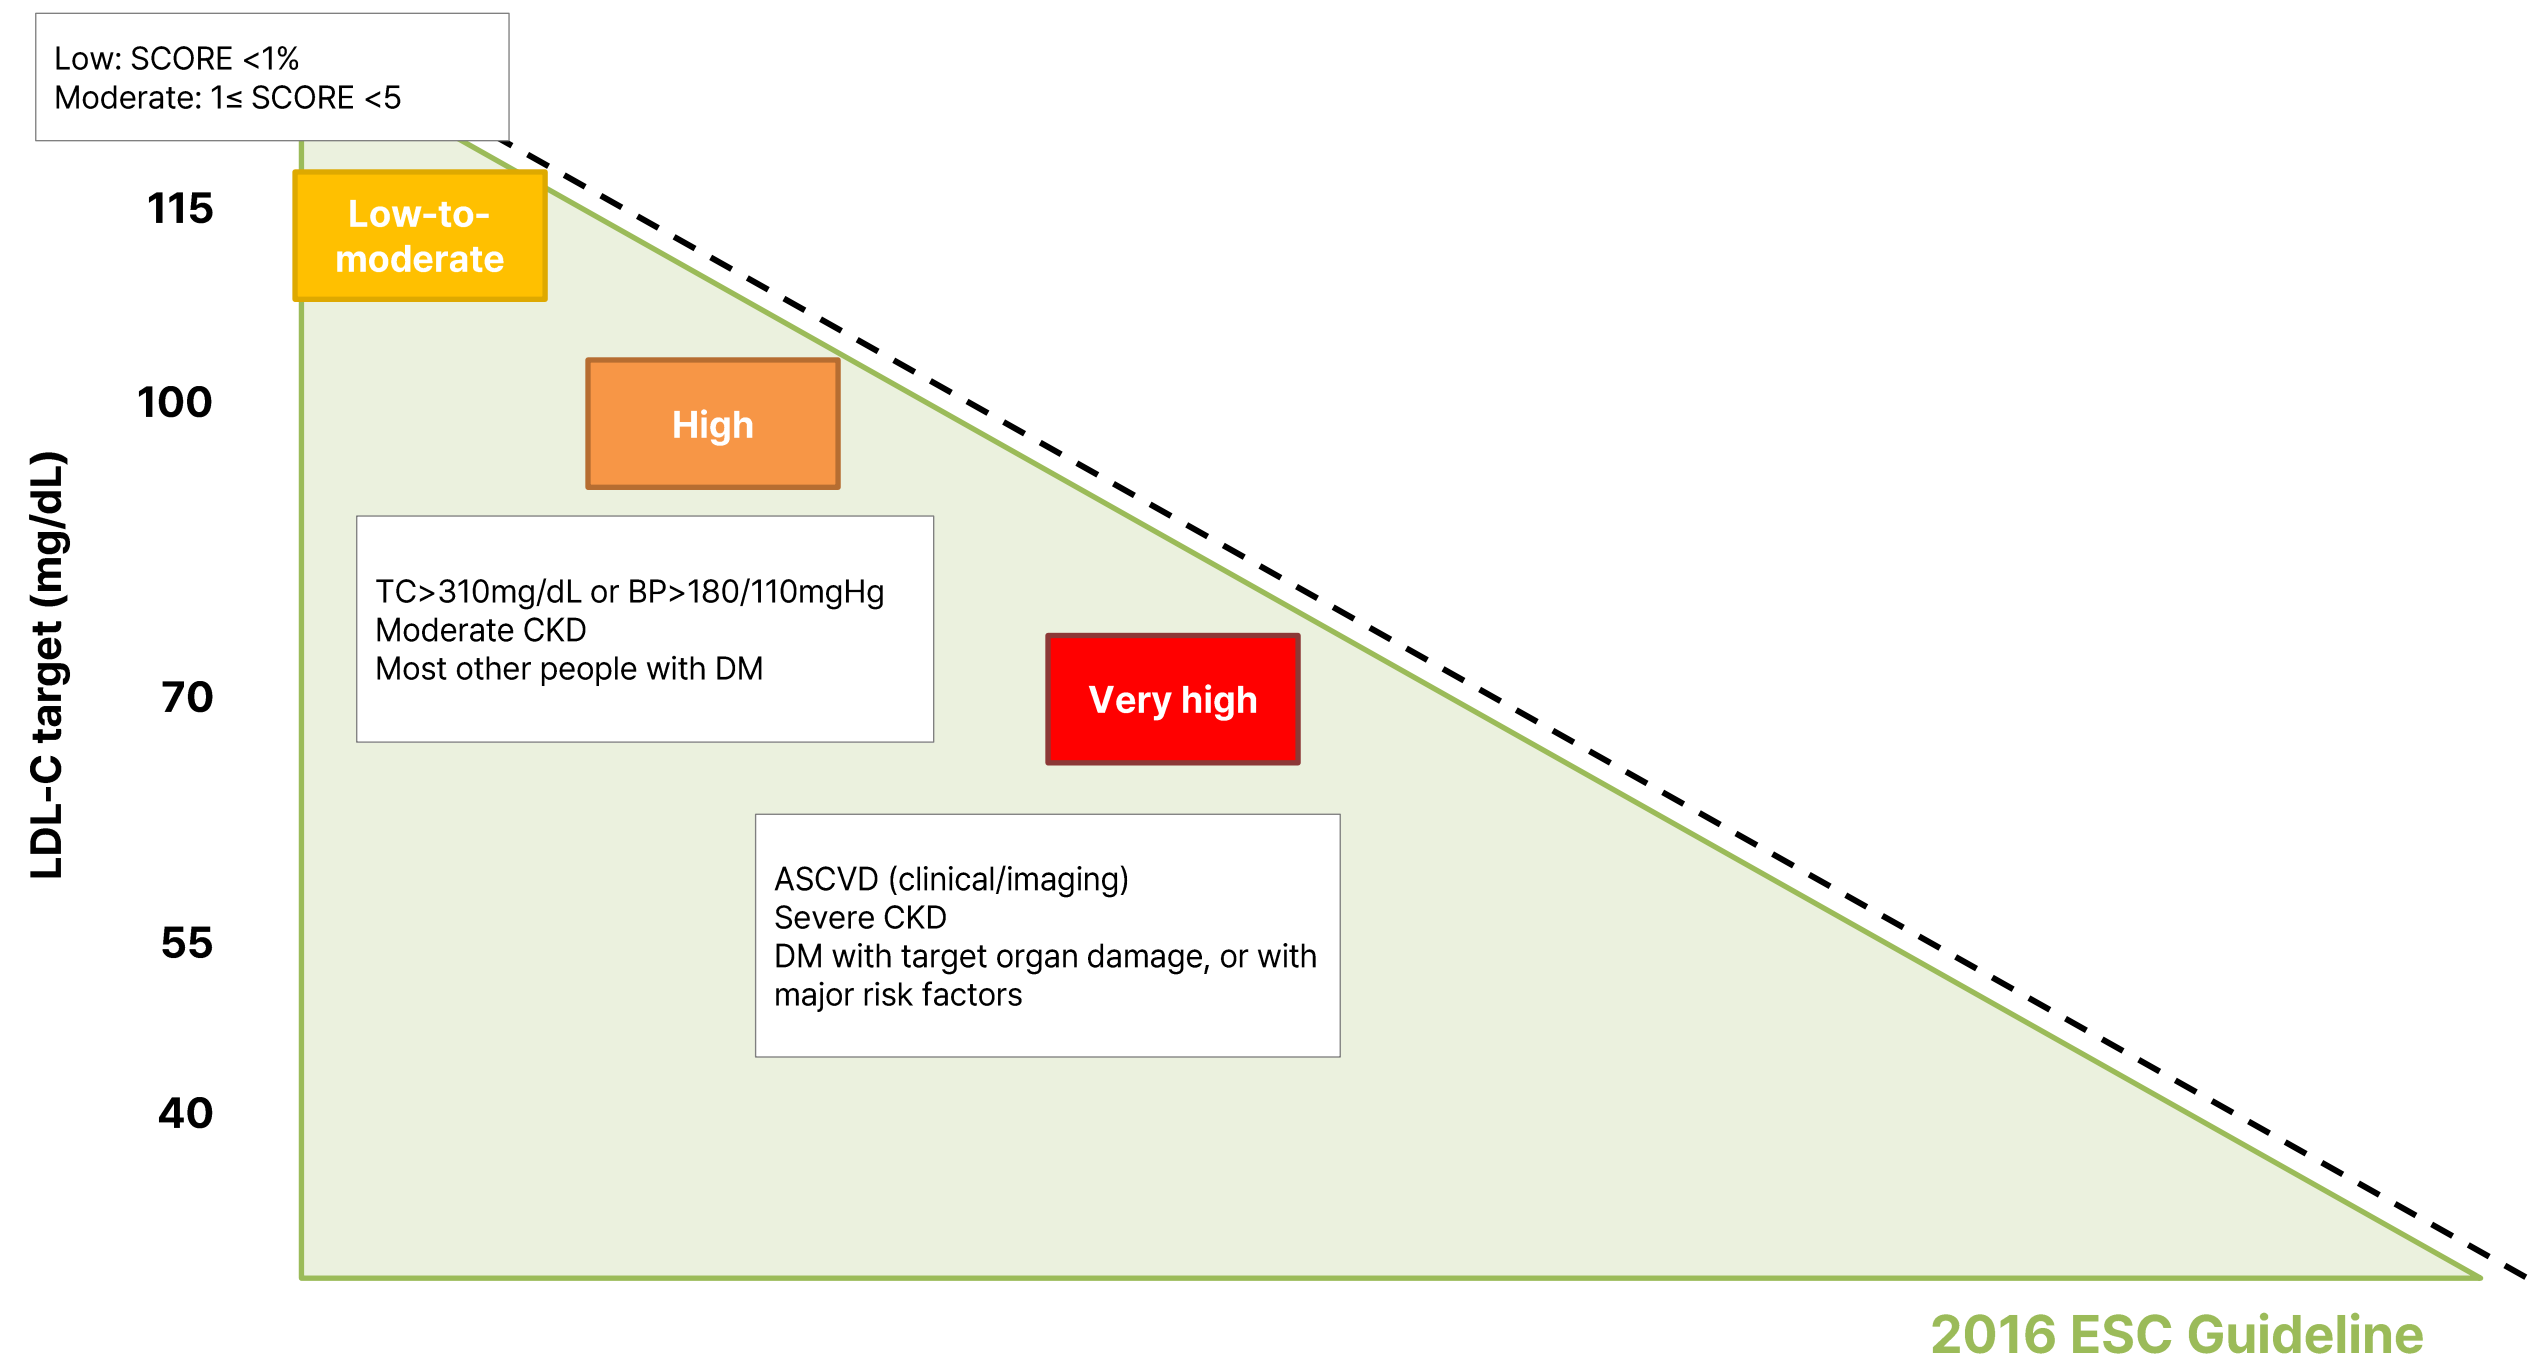 Low: SCORE <1%
Moderate: 1≤ SCORE <5
115
Low-to-
moderate
100
High
LDL-C target (mg/dL)
TC>310mg/dL or BP>180/110mgHg
Moderate CKD
Most other people with DM
70
Very high
ASCVD (clinical/imaging)
Severe CKD
DM with target organ damage, or with
major risk factors
55
40
2016 ESC Guideline